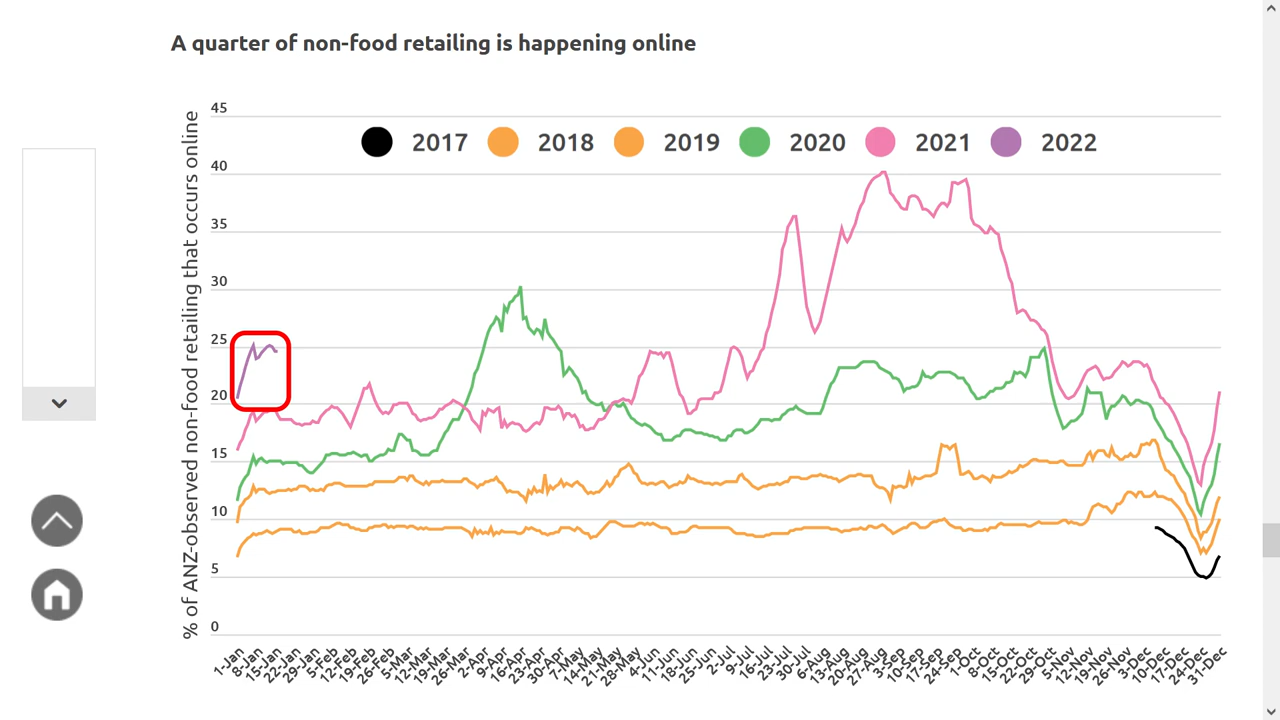 A quarter of non-food retailing is happening online
% of ANZ-observed non-food retailing that occurs online
2017 2018 2019 2020 2021 2022
45
40
35
30
25
20
15
10
5
0
1-Jan 8-Jan 15-Jan 22-Jan 29-Jan 5-Feb 12-Feb 19-Feb 26-Feb 5-Mar 12-Mar 19-Mar 26-Mar 2-Apr 9-Apr 16-Apr 23-Apr 30-Apr 7-May 14-May 21-May 28-May 4-Jun 11-Jun 18-Jun 25-Jun 2-Jul 9-Jul 16-Jul 23-Jul 30-Jul 6-Aug 13-Aug 20-Aug 27-Aug 3-Sep 10-Sep 17-Sep 24-Sep 1-Oct 8-Oct 15-Oct 22-Oct 29-Oct 5-Nov 12-Nov 19-Nov 26-Nov 3-Dec 10-Dec 17-Dec 24-Dec 31-Dec